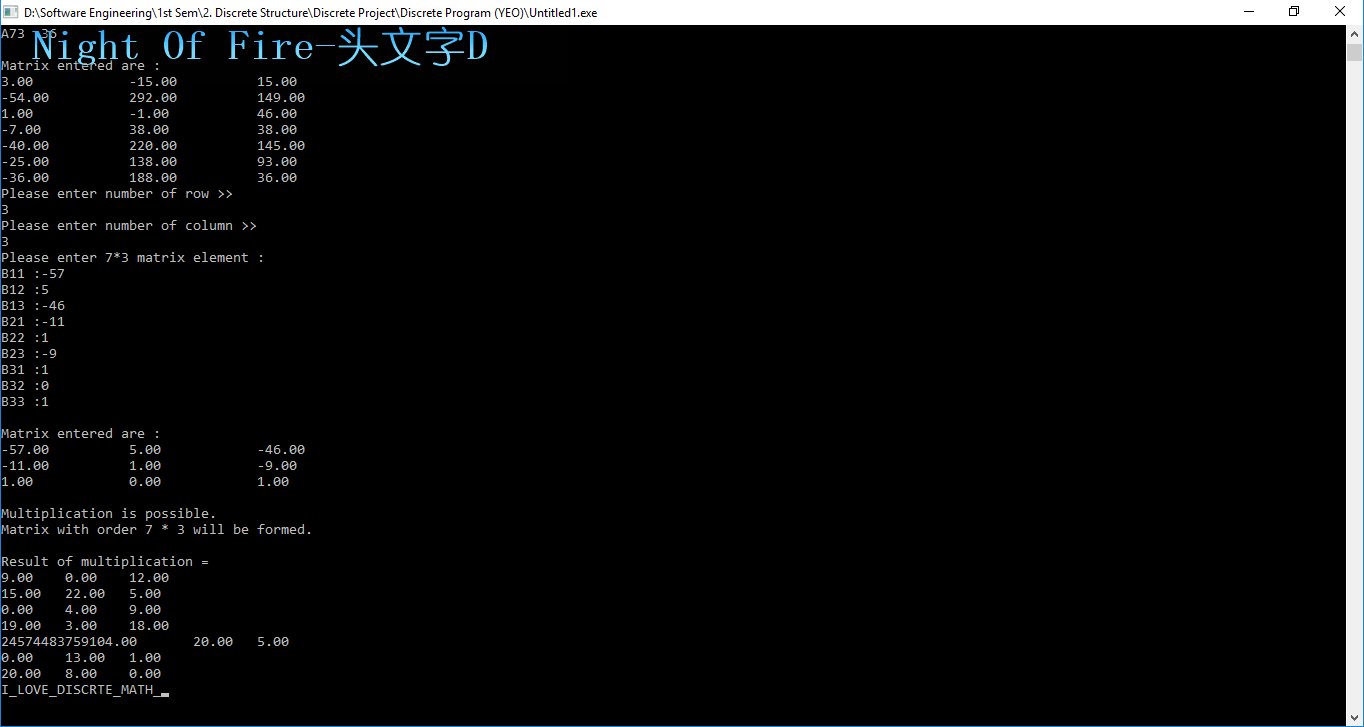 D:\Software Engineering\1st Sem\2. Discrete Structure\Discrete Project\Discrete Program (YEO)\Untitled1.exe
A73 :36
Night Of Fire-头文字D
Matrix entered are :
3.00 -15.00 15.00
-54.00 292.00 149.00
1.00 -1.00 46.00
-7.00 38.00 38.00
-40.00 220.00 145.00
-25.00 138.00 93.00
-36.00 188.00 36.00
Please enter number of row >>
3
Please enter number of column >>
3
Please enter 7*3 matrix element :
B11 :-57
B12 :5
B13 :-46
B21 :-11
B22 :1
B23 :-9
B31 :1
B32 :0
B33 :1
Matrix entered are :
-57.00 5.00 -46.00
-11.00 1.00 -9.00
1.00 0.00 1.00
Multiplication is possible.
Matrix with order 7 * 3 will be formed.
Result of multiplication =
9.00 0.00 12.00
15.00 22.00 5.00
0.00 4.00 9.00
19.00 3.00 18.00
24574483759104.00 20.00 5.00
0.00 13.00 1.00
20.00 8.00 0.00
I_LOVE_DISCRTE_MATH_